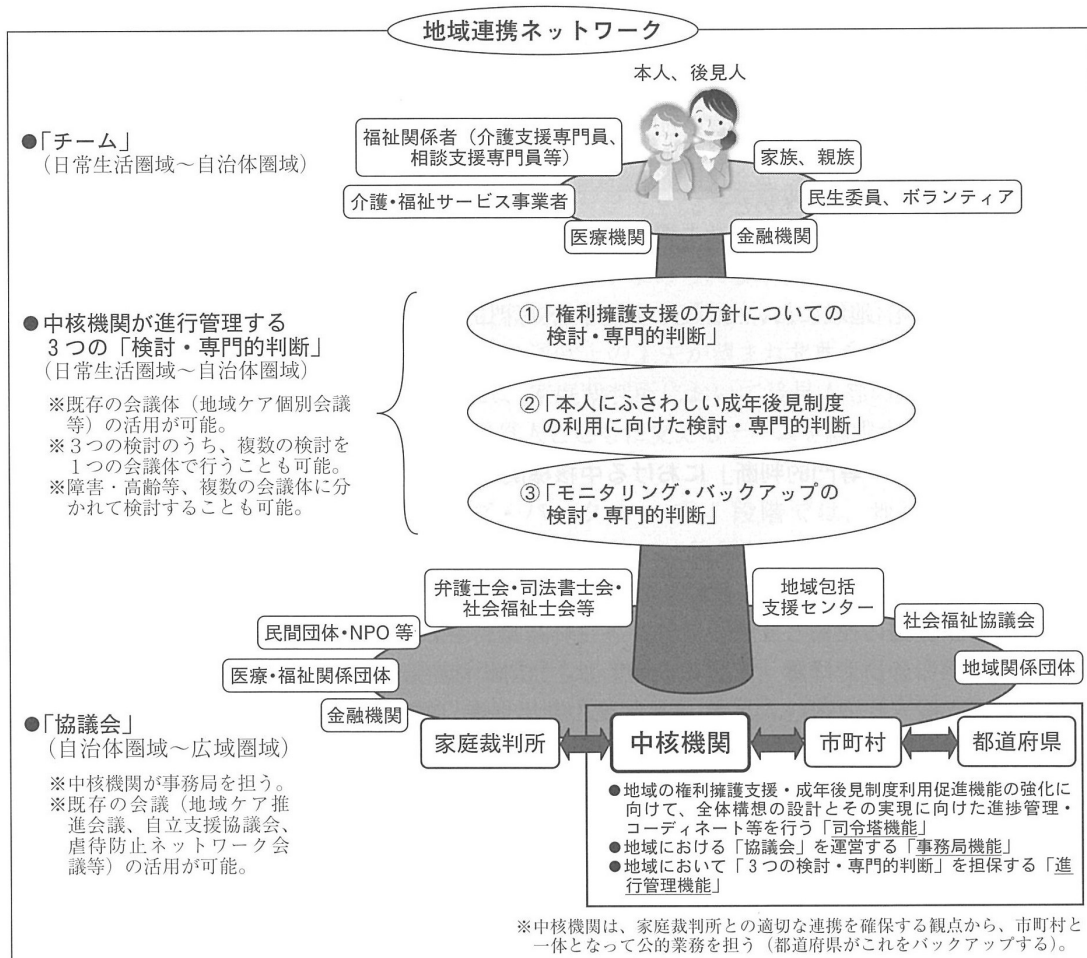 地域連携ネットワーク
本人、後見人
●「チーム」
（日常生活圏域～自治体圏域）
福祉関係者（介護支援専門員、
相談支援専門員等）
家族、親族
介護・福祉サービス事業者
民生委員、ボランティア
医療機関
金融機関
●中核機関が進行管理する
3つの「検討・専門的判断」
（日常生活圏域～自治体圏域）
※既存の会議体（地域ケア個別会議
等）の活用が可能。
※３つの検討のうち、複数の検討を
１つの会議体で行うことも可能。
※障害・高齢等、複数の会議体に分
かれて検討することも可能。
①「権利擁護支援の方針についての
検討・専門的判断」
②「本人にふさわしい成年後見制度
の利用に向けた検討・専門的判断」
③「モニタリング・バックアップの
検討・専門的判断」
弁護士会・司法書士会・
社会福祉士会等
地域包括
支援センター
社会福祉協議会
民間団体・NPO 等
医療・福祉関係団体
地域関係団体
金融機関
●「協議会」
（自治体圏域～広域圏域）
※中核機関が事務局を担う。
※既存の会議（地域ケア推
進会議、自立支援協議会、
虐待防止ネットワーク会
議等）の活用が可能。
家庭裁判所
中核機関
市町村
都道府県
●地域の権利擁護支援・成年後見制度利用促進機能の強化に
向けて、全体構想の設計とその実現に向けた進捗管理・
コーディネート等を行う「司令塔機能」
●地域における「協議会」を運営する「事務局機能」
●地域において「３つの検討・専門的判断」を担保する「進
行管理機能」
※中核機関は、家庭裁判所との適切な連携を確保する観点から、市町村と
一体となって公的業務を担う（都道府県がこれをバックアップする）。